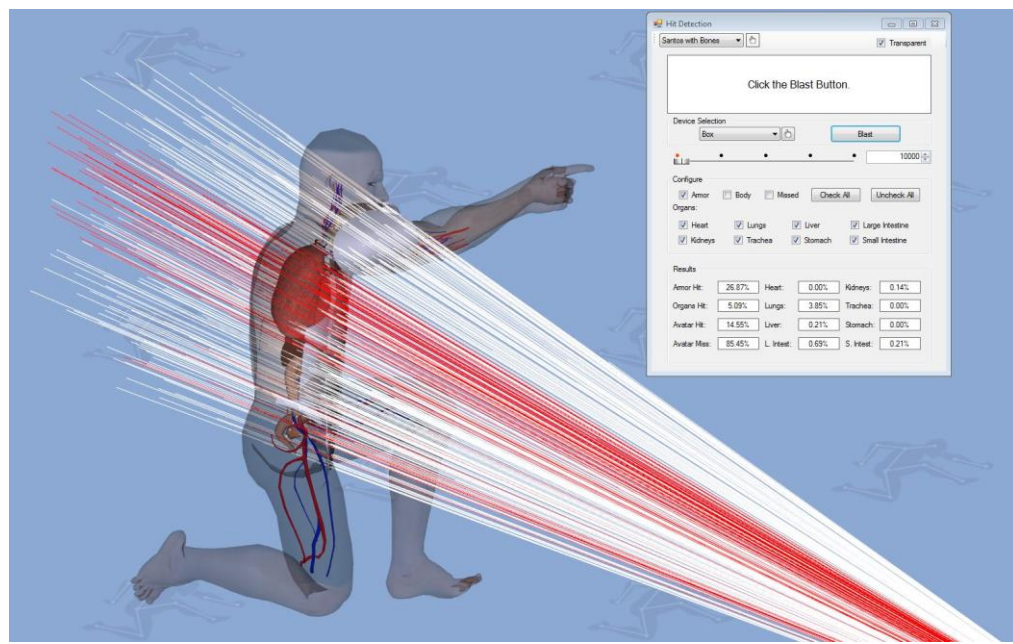 Hit Detection
Santos with Bones
Transparent
Click the Blast Button.
Device Selection
Box
Blast
10000
Configure
Armor Body Missed Check All Uncheck All
Organs:
Heart Lungs Liver Large Intestine
Kidneys Trachea Stomach Small Intestine
Results
Armor Hit: 26.87% Heart: 0.00% Kidneys: 0.14%
Organs Hit: 5.09% Lungs: 3.85% Trachea: 0.00%
Avatar Hit: 14.55% Liver: 0.21% Stomach: 0.00%
Avatar Miss: 85.45% L. Intest: 0.69% S. Intest: 0.21%